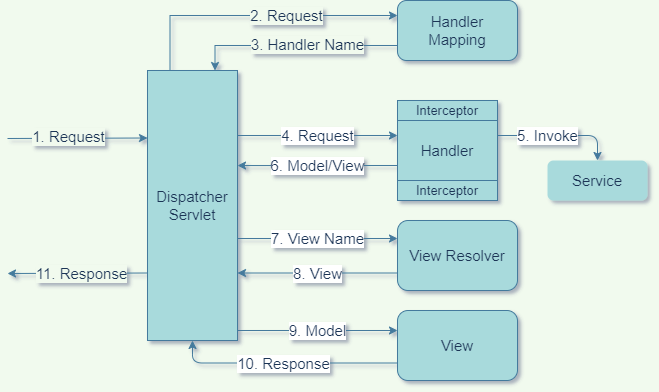 2. Request
Handler
Mapping
3. Handler Name
1. Request
4. Request
Interceptor
Handler
Interceptor
5. Invoke
6. Model/View
Service
Dispatcher
Servlet
7. View Name
View Resolver
8. View
11. Response
9. Model
View
10. Response